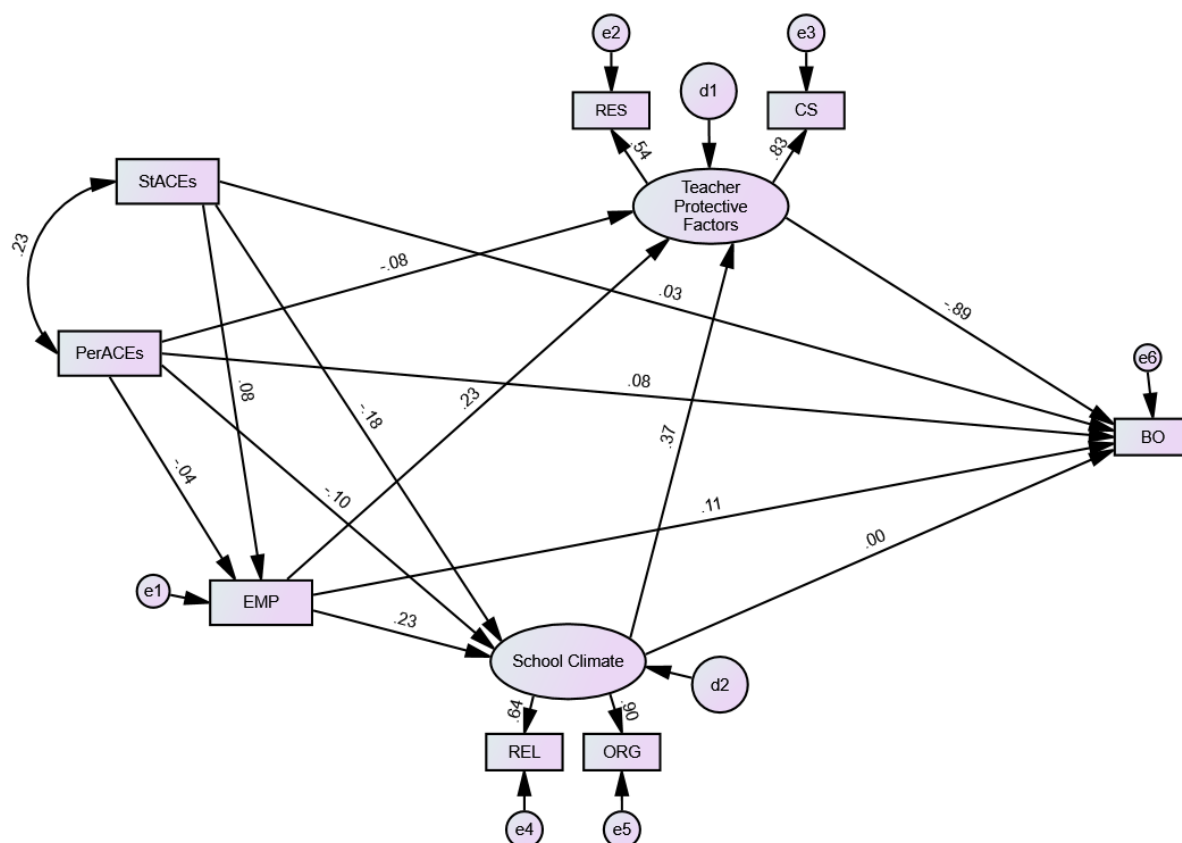 e2
e3
d1
RES
CS
.54
.83
StACEs
Teacher
Protective
Factors
.23
-.08
.03
-.89
PerACEs
e6
.08
.08
.23
-.18
.37
BO
-.04
-.10
.11
.00
e1
EMP
.23
School Climate
d2
.64
.90
REL
ORG
e4
e5